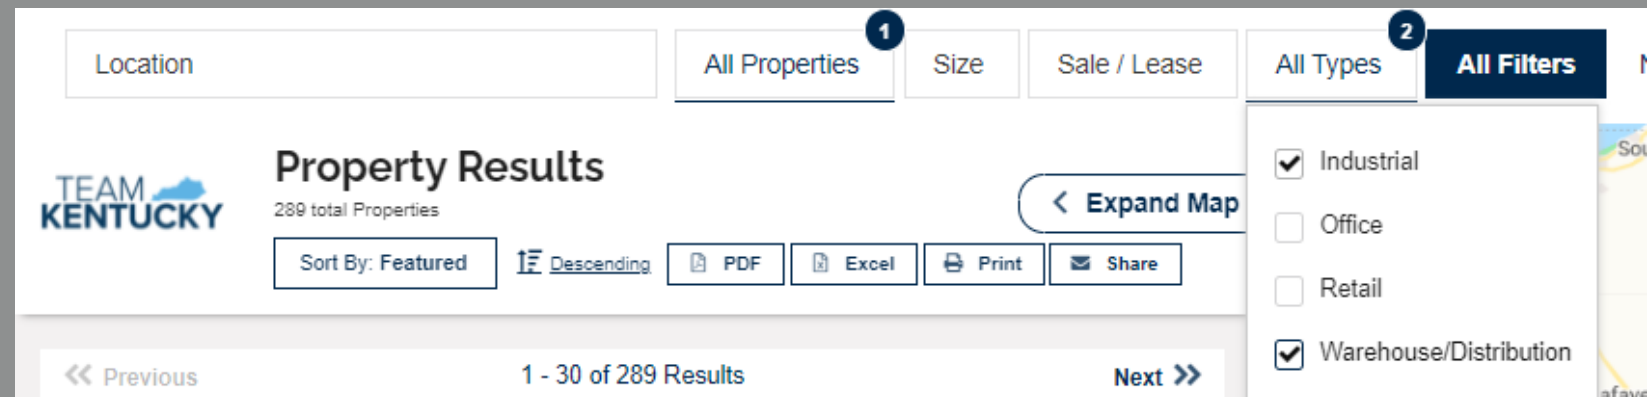 Location
All Properties
1
Size
Sale / Lease
All Types
2
All Filters
TEAM
KENTUCKY
Property Results
289 total Properties
Expand Map
Sort By: Featured
Descending
PDF
Excel
Print
Share
Previous
1 - 30 of 289 Results
Next
Industrial
Office
Retail
Warehouse/Distribution